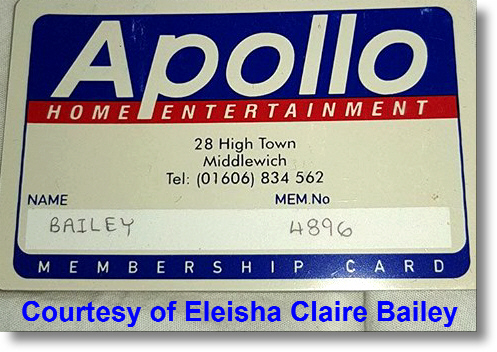 Apollo
HOME ENTERTAINMENT
28 High Town
Middlewich
Tel: (01606) 834 562
NAME MEM.No
BAILEY 4896
MEMBERSHIP CARD
Courtesy of Eleisha Claire Bailey